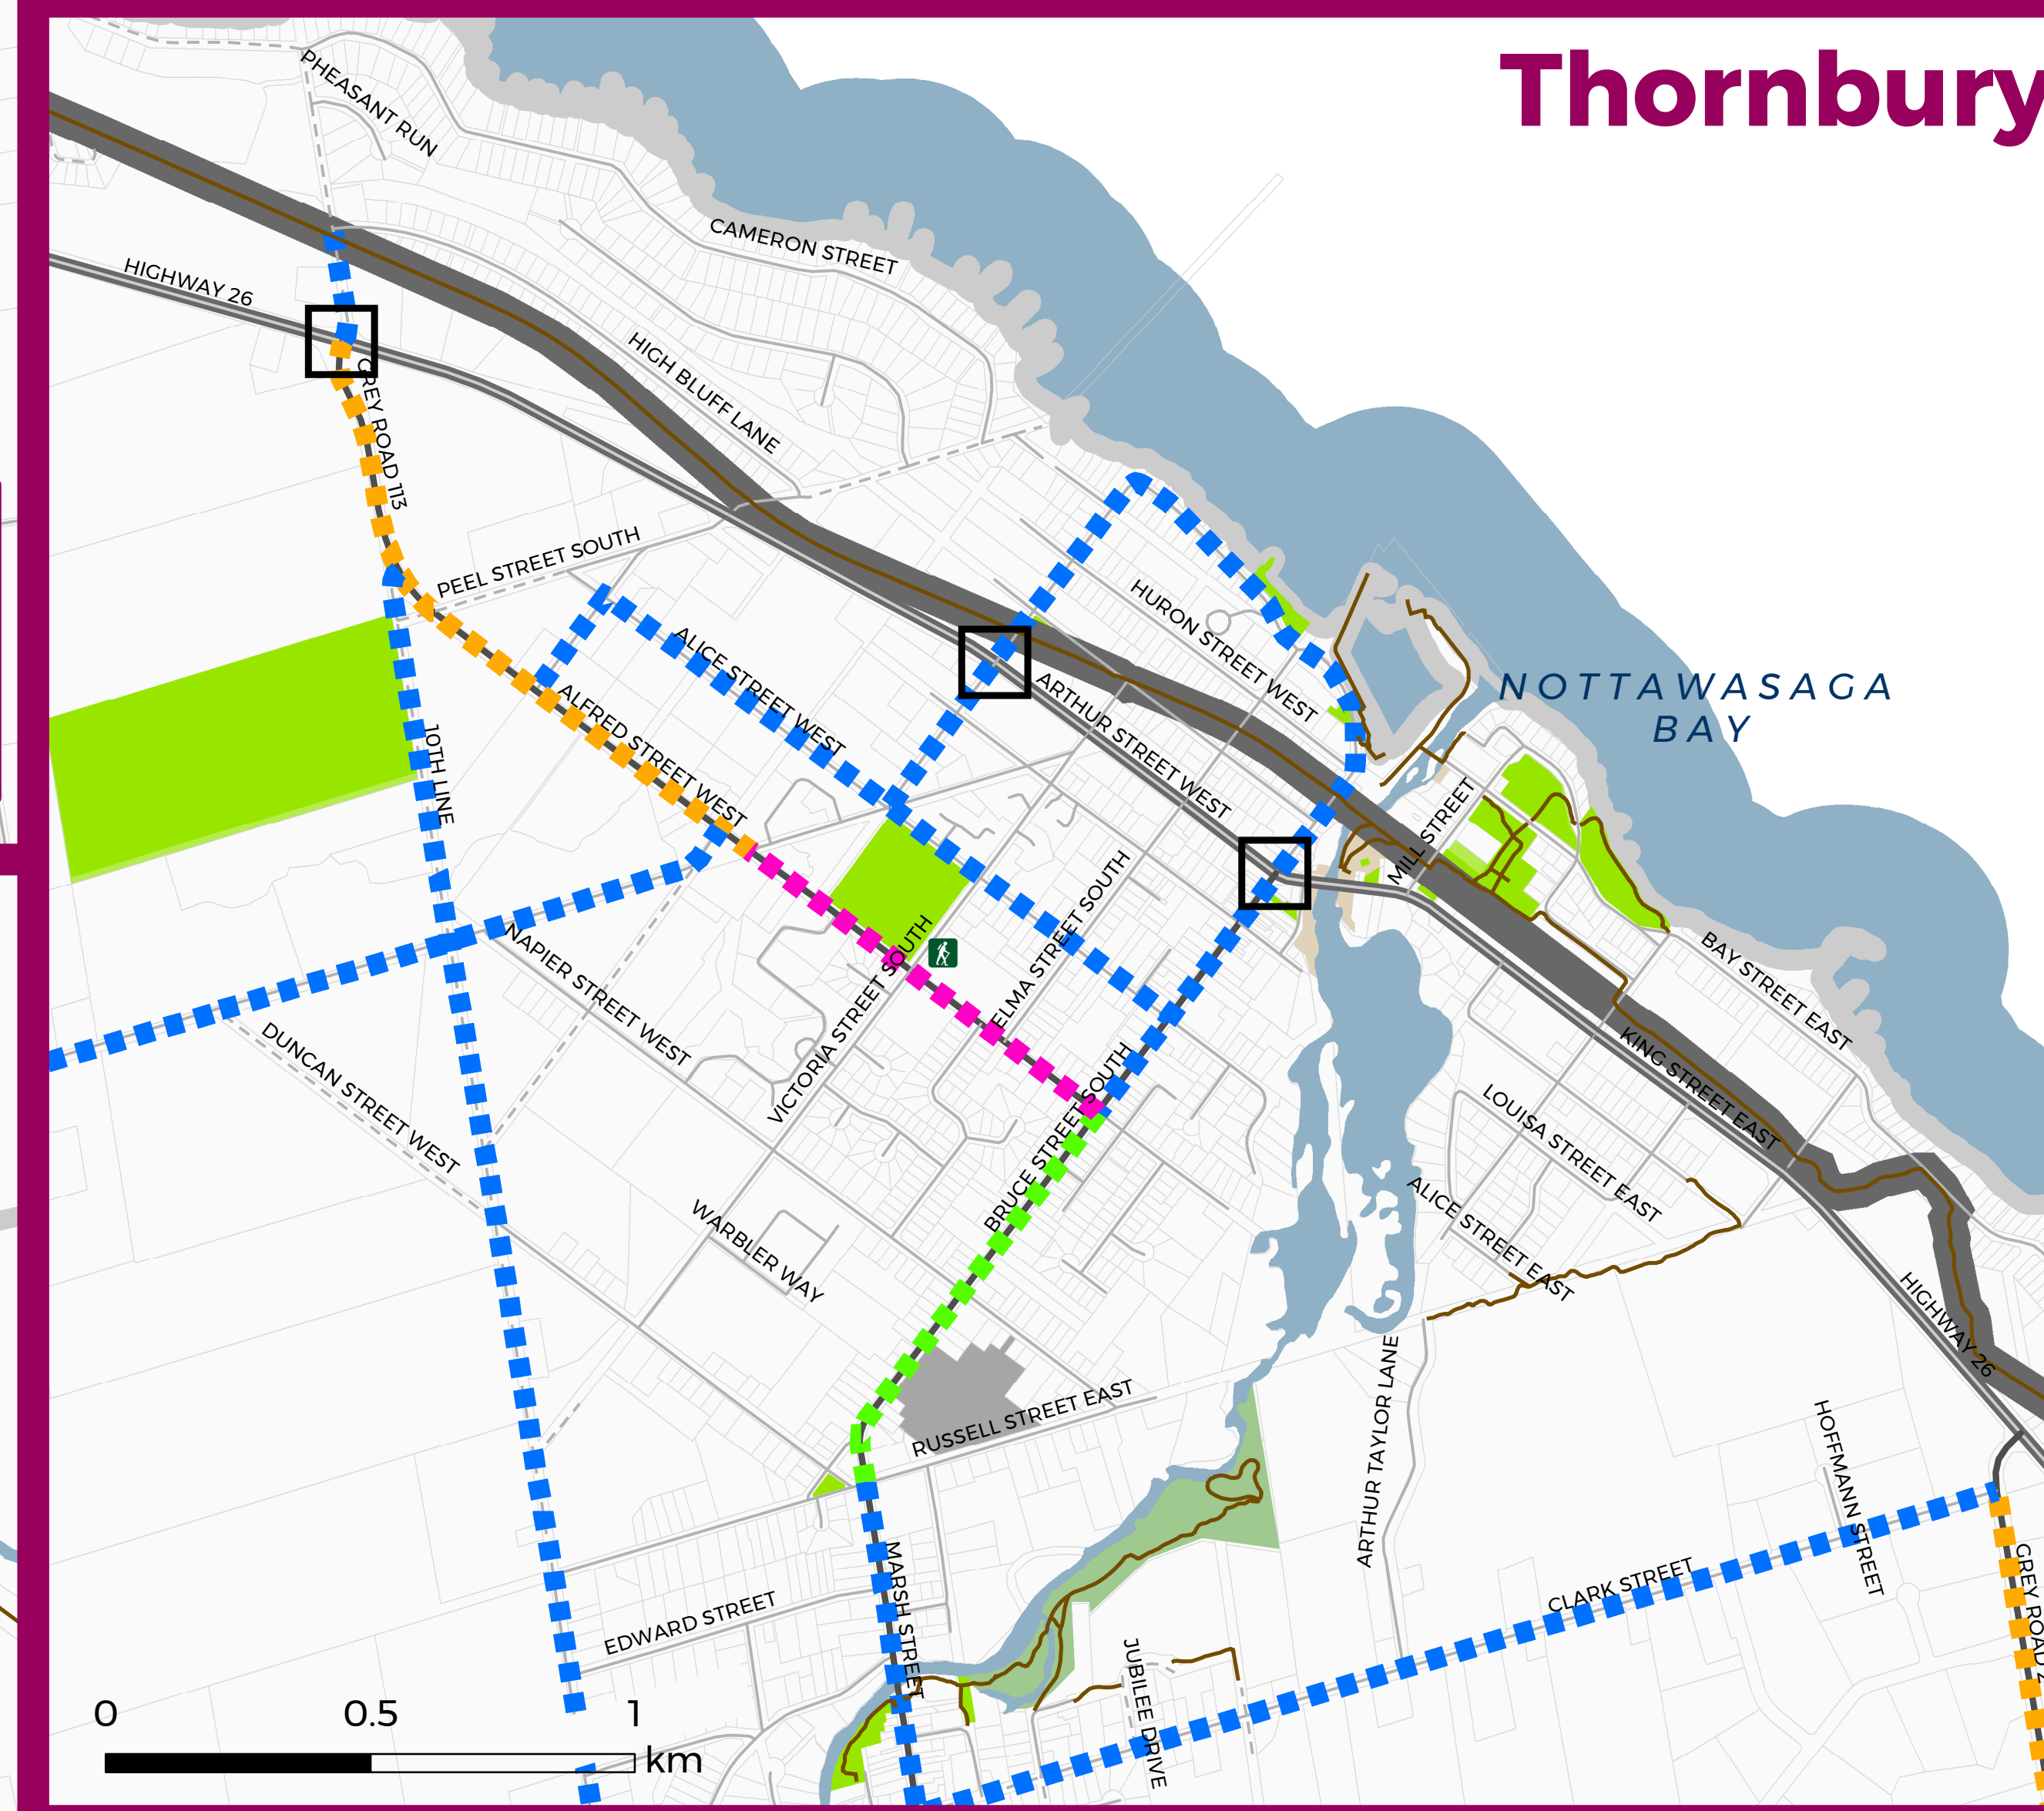 Thornbury
PHEASANT RUN
CAMERON STREET
HIGHWAY 26
HIGH BLUFF LANE
GREY ROAD 113
PEEL STREET SOUTH
HURON STREET WEST
NOTTAWASAGA
BAY
ALICE STREET WEST
ARTHUR STREET WEST
ALFRED STREET WEST
10TH LINE
MILL STREET
ELMA STREET SOUTH
VICTORIA STREET SOUTH
NAPIER STREET WEST
BAY STREET EAST
DUNCAN STREET WEST
KING STREET EAST
BRUCE STREET SOUTH
LOUISA STREET EAST
ALICE STREET EAST
WARBLER WAY
HIGHWAY 26
RUSSELL STREET EAST
ARTHUR TAYLOR LANE
HOFFMANN STREET
MARSH STREET
CLARK STREET
GREY ROAD
EDWARD STREET
JUBILEE DRIVE
0 0.5 1
km